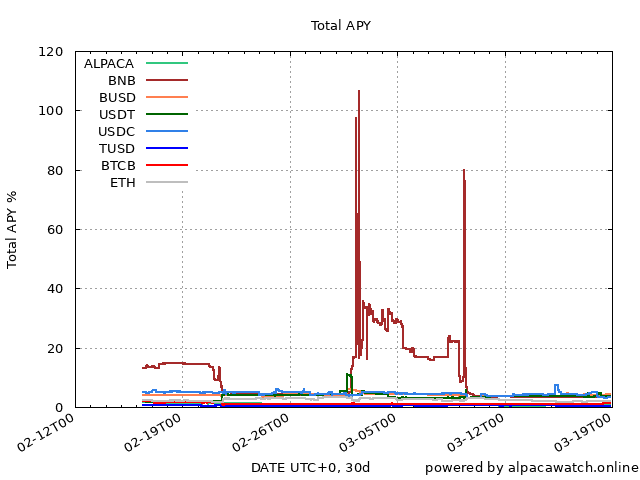 Total APY
120
100
80
60
40
20
0
Total APY %
ALPACA
BNB
BUSD
USDT
USDC
TUSD
BTCB
ETH
02-12T00
02-19T00
02-26T00
03-05T00
03-12T00
03-19T00
DATE UTC+0, 30d
powered by alpacawatch.online